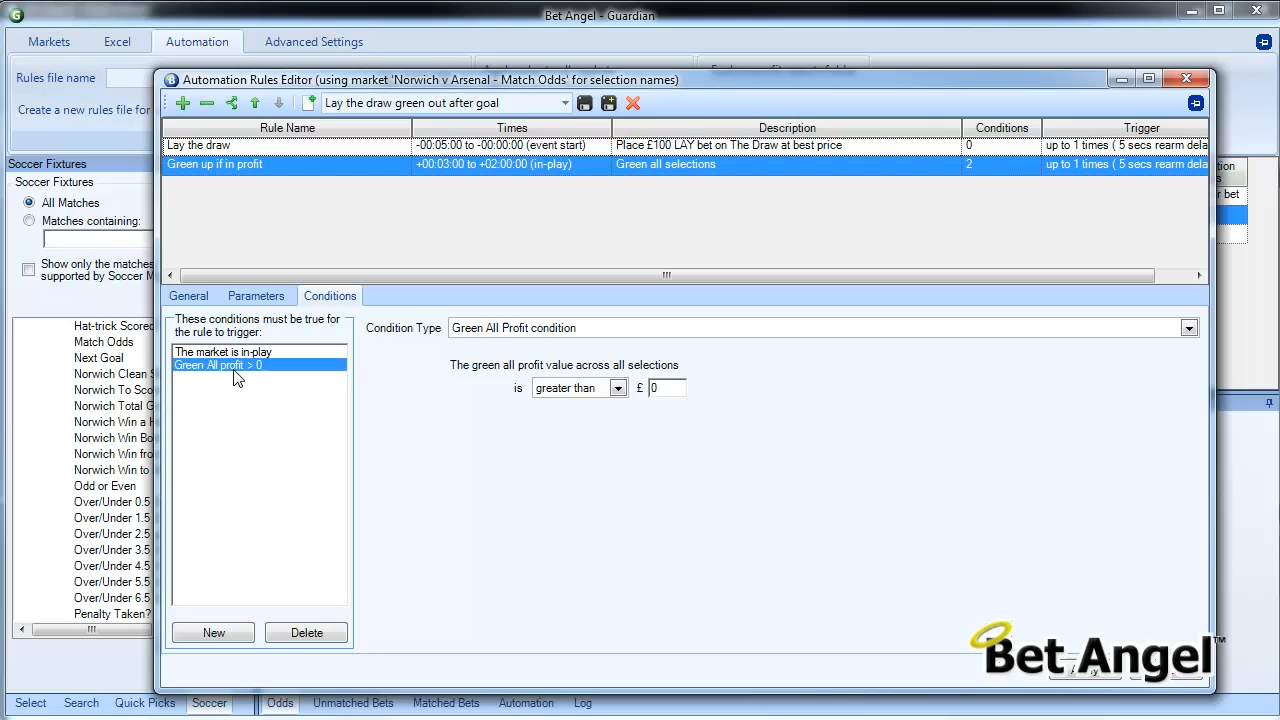 Bet Angel - Guardian
Markets
Excel
Automation
Advanced Settings
Rules file name
Create a new rules file for
Automation Rules Editor (using market 'Norwich v Arsenal - Match Odds' for selection names)
Lay the draw green out after goal
Rule Name
Times
Description
Conditions
Trigger
Lay the draw
-00:05:00 to -00:00:00 (event start)
Place £100 LAY bet on The Draw at best price
0
up to 1 times ( 5 secs rearm dela
Green up if in profit
+00:03:00 to +02:00:00 (in-play)
Green all selections
2
up to 1 times ( 5 secs rearm dela
Soccer Fixtures
Soccer Fixtures
All Matches
Matches containing:
Show only the matches
supported by Soccer M
Hat-trick Scored
Match Odds
Next Goal
Norwich Clean S
Norwich To Sco
Norwich Total G
Norwich Win a H
Norwich Win Bo
Norwich Win fro
Norwich Win to
Odd or Even
Over/Under 0.5
Over/Under 1.5
Over/Under 2.5
Over/Under 3.5
Over/Under 4.5
Over/Under 5.5
Over/Under 6.5
Penalty Taken?
General
Parameters
Conditions
These conditions must be true for
the rule to trigger:
The market is in-play
Green All profit > 0
Condition Type
Green All Profit condition
The green all profit value across all selections
is
greater than
£
0
New
Delete
Bet Angel™
Select
Search
Quick Picks
Soccer
Odds
Unmatched Bets
Matched Bets
Automation
Log